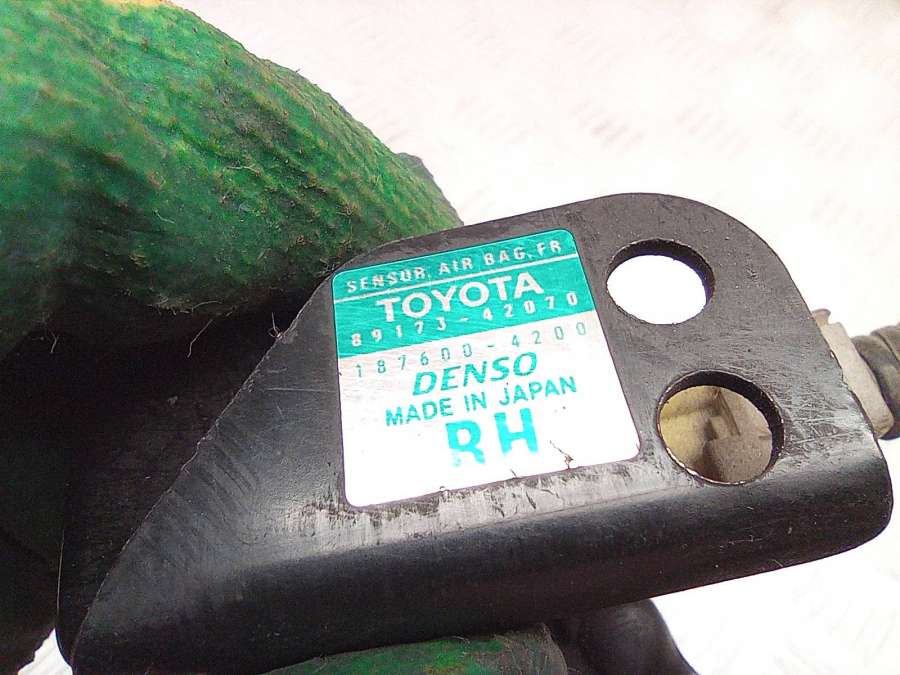 SENSOR, AIR BAG, FR
TOYOTA
89173-42070
187600-4200
DENSO
MADE IN JAPAN
RH